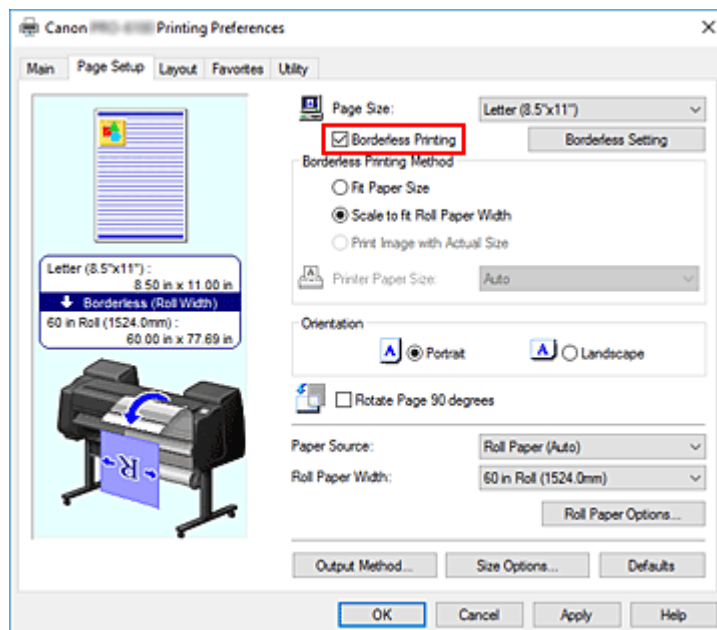 Canon Printing Preferences
Main Page Setup Layout Favorites Utility
Page Size: Letter (8.5"x11")
Borderless Printing Borderless Setting
Borderless Printing Method
Fit Paper Size
Scale to fit Roll Paper Width
Print Image with Actual Size
Printer Paper Size: Auto
Letter (8.5"x11") :
8.50 in x 11.00 in
Borderless (Roll Width)
60 in Roll (1524.0mm) :
60.00 in x 77.69 in
Orientation
A Portrait A Landscape
Rotate Page 90 degrees
Paper Source: Roll Paper (Auto)
Roll Paper Width: 60 in Roll (1524.0mm)
Roll Paper Options...
R
Output Method... Size Options... Defaults
OK Cancel Apply Help